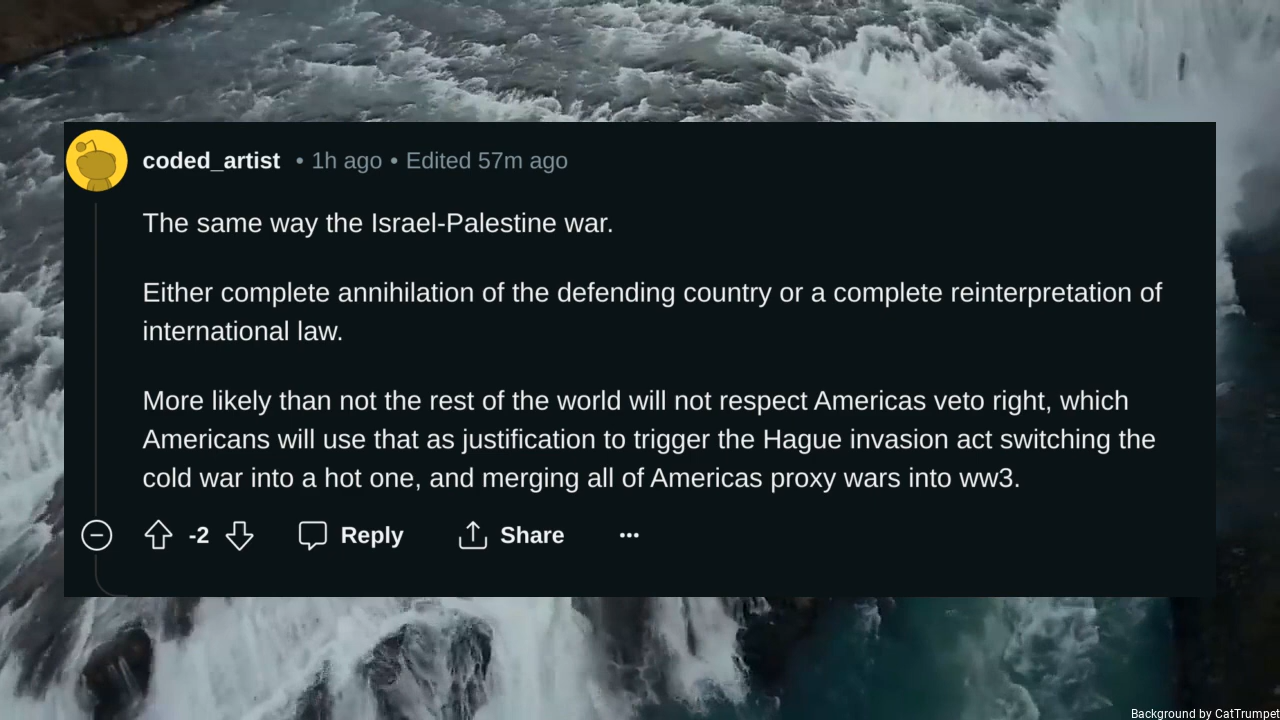 coded_artist • 1h ago • Edited 57m ago
The same way the Israel-Palestine war.
Either complete annihilation of the defending country or a complete reinterpretation of
international law.
More likely than not the rest of the world will not respect Americas veto right, which
Americans will use that as justification to trigger the Hague invasion act switching the
cold war into a hot one, and merging all of Americas proxy wars into ww3.
-2 Reply Share
Background by CatTrumpet